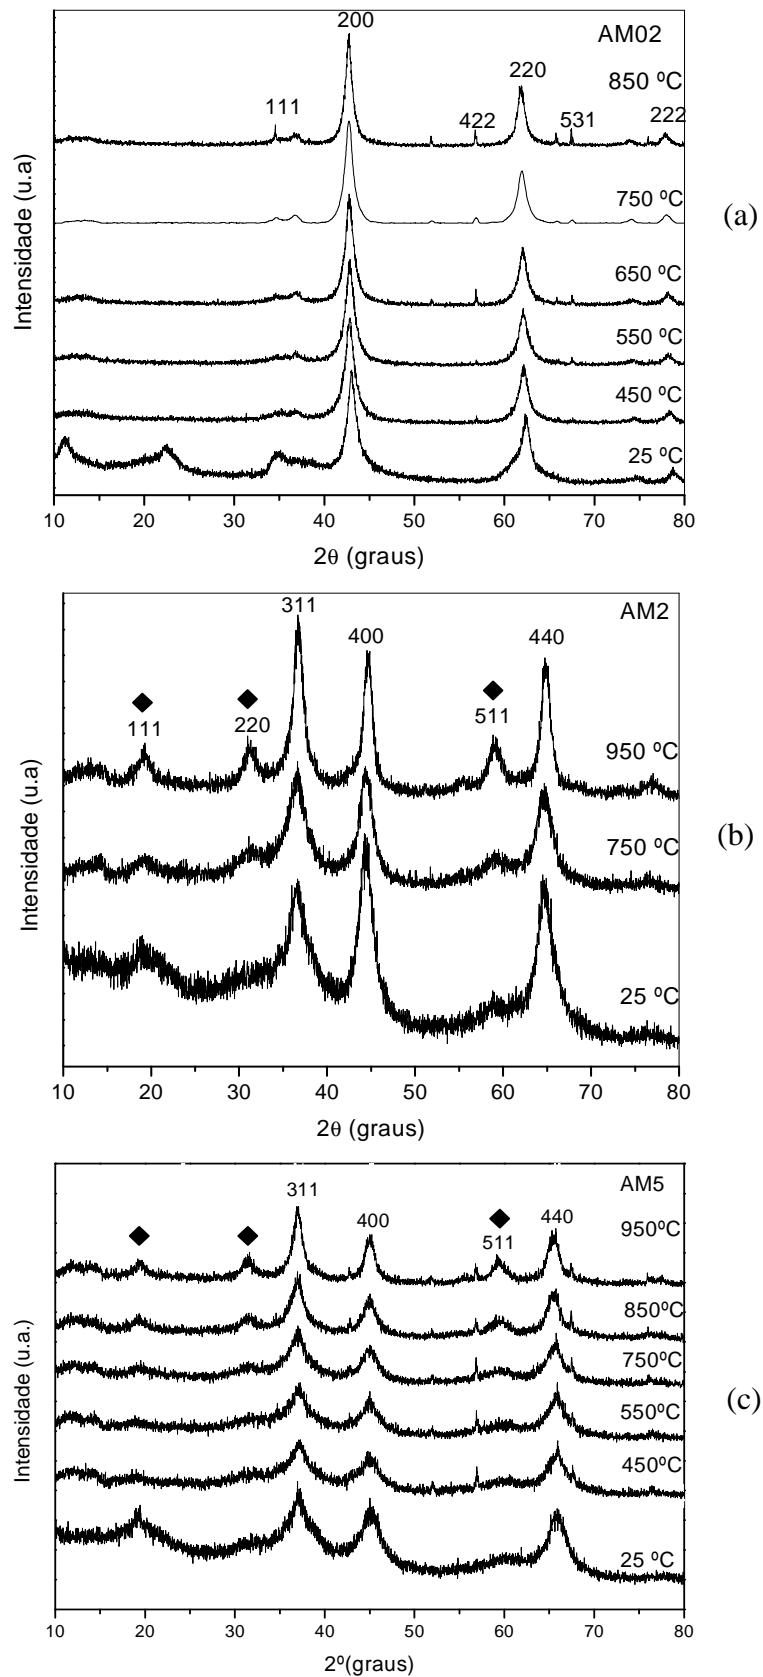 200
AM02
220
850 ºC
111
422
531
222
750 ºC
(a)
650 ºC
550 ºC
450 ºC
25 ºC
Intensidade (u.a)
10 20 30 40 50 60 70 80
2θ (graus)
311
AM2
400
440
◆ ◆ ◆
111
220
511
950 ºC
750 ºC
(b)
25 ºC
Intensidade (u.a)
10 20 30 40 50 60 70 80
2θ (graus)
AM5
311
400
440
◆ ◆ ◆
511
950ºC
850ºC
750ºC
(c)
550ºC
450ºC
25 ºC
Intensidade (u.a.)
10 20 30 40 50 60 70 80
2º(graus)